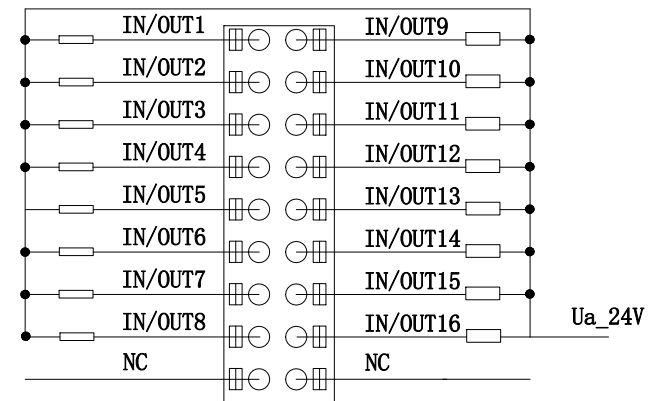 IN/OUT1 IN/OUT9
IN/OUT2 IN/OUT10
IN/OUT3 IN/OUT11
IN/OUT4 IN/OUT12
IN/OUT5 IN/OUT13
IN/OUT6 IN/OUT14
IN/OUT7 IN/OUT15
IN/OUT8 IN/OUT16 Ua_24V
NC NC